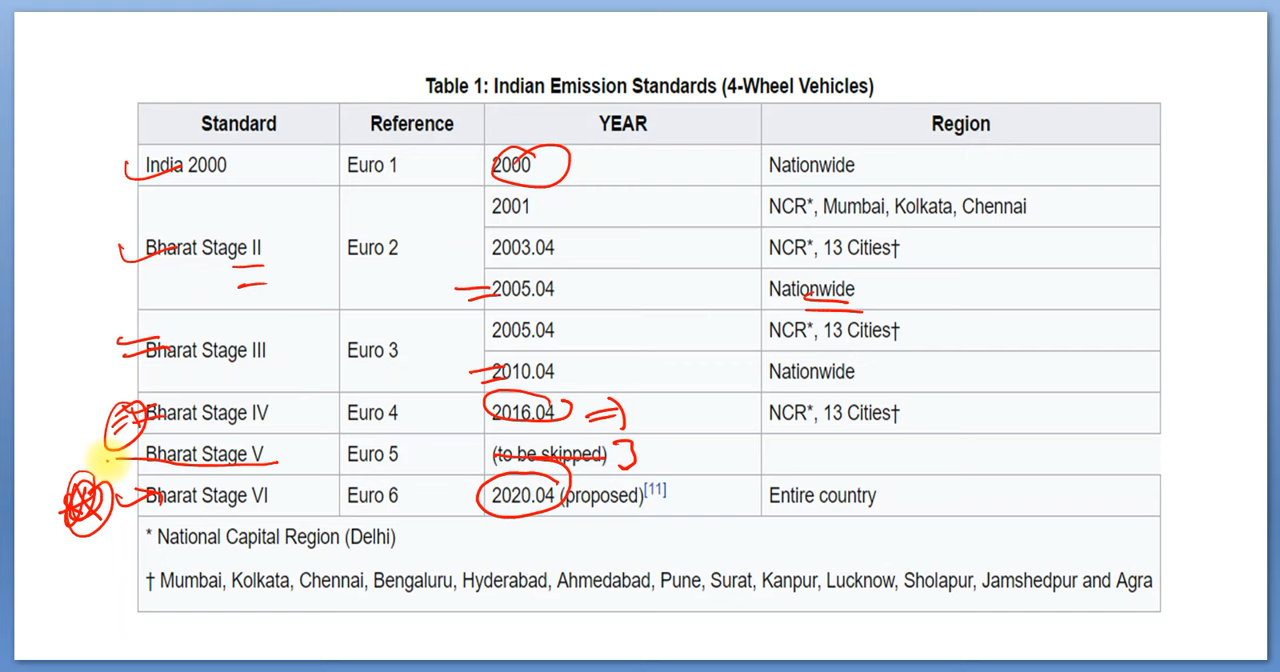 Table 1: Indian Emission Standards (4-Wheel Vehicles)
Standard Reference YEAR Region
India 2000 Euro 1 2000 Nationwide
Bharat Stage II Euro 2 2001 NCR*, Mumbai, Kolkata, Chennai
2003.04 NCR*, 13 Cities†
2005.04 Nationwide
Bharat Stage III Euro 3 2005.04 NCR*, 13 Cities†
2010.04 Nationwide
Bharat Stage IV Euro 4 2016.04 NCR*, 13 Cities†
Bharat Stage V Euro 5 (to be skipped)
Bharat Stage VI Euro 6 2020.04 (proposed)[11] Entire country
* National Capital Region (Delhi)
† Mumbai, Kolkata, Chennai, Bengaluru, Hyderabad, Ahmedabad, Pune, Surat, Kanpur, Lucknow, Sholapur, Jamshedpur and Agra